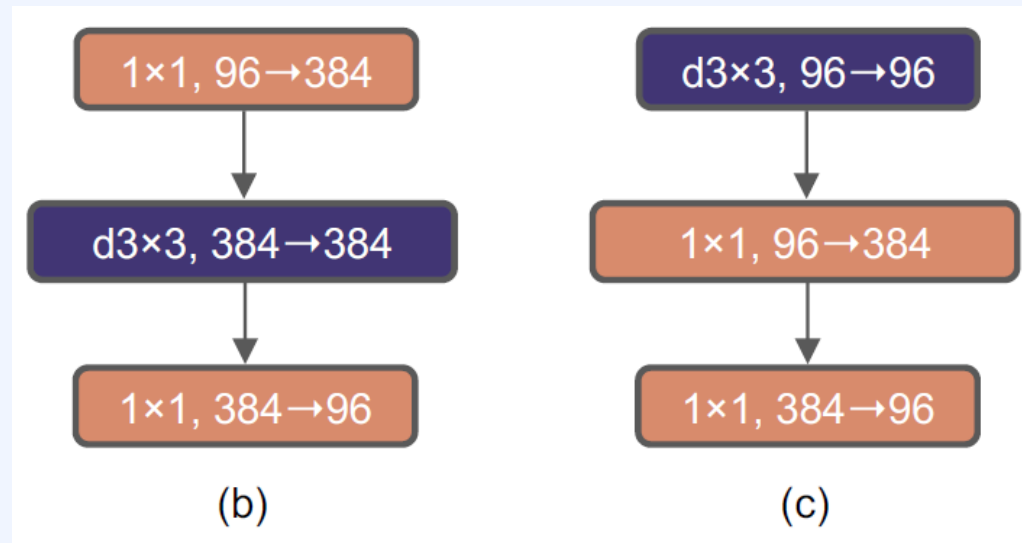 1×1, 96→384
d3×3, 384→384
1×1, 384→96
(b)
d3×3, 96→96
1×1, 96→384
1×1, 384→96
(c)